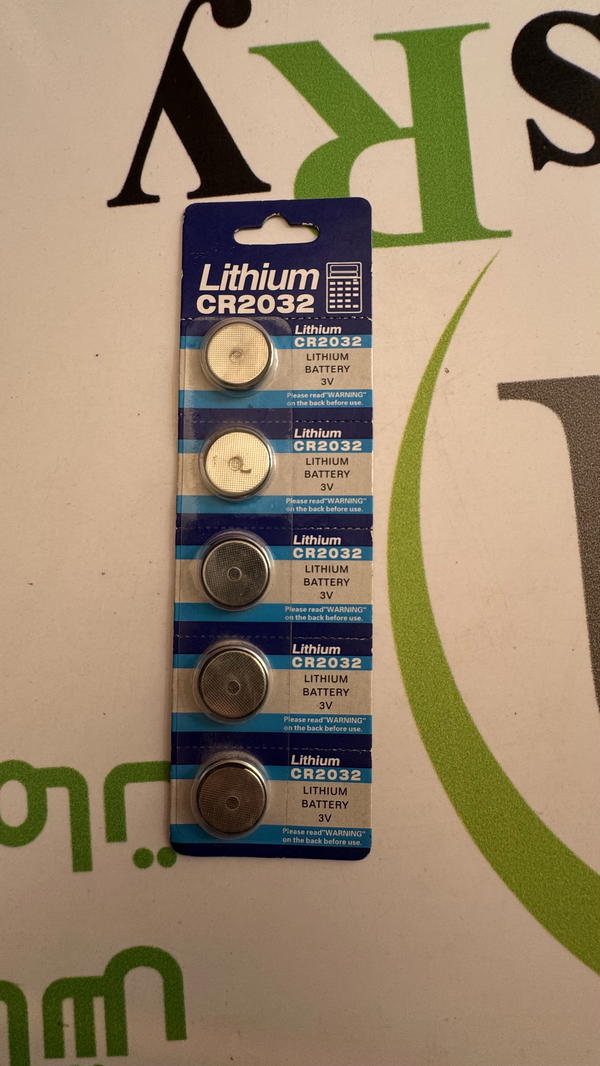 Lithium
CR2032
Lithium
CR2032
LITHIUM
BATTERY
3V
Please read"WARNING"
on the back before use.
Lithium
CR2032
LITHIUM
BATTERY
3V
Please read"WARNING"
on the back before use.
Lithium
CR2032
LITHIUM
BATTERY
3V
Please read"WARNING"
on the back before use.
Lithium
CR2032
LITHIUM
BATTERY
3V
Please read"WARNING"
on the back before use.
Lithium
CR2032
LITHIUM
BATTERY
3V
Please read"WARNING"
on the back before use.